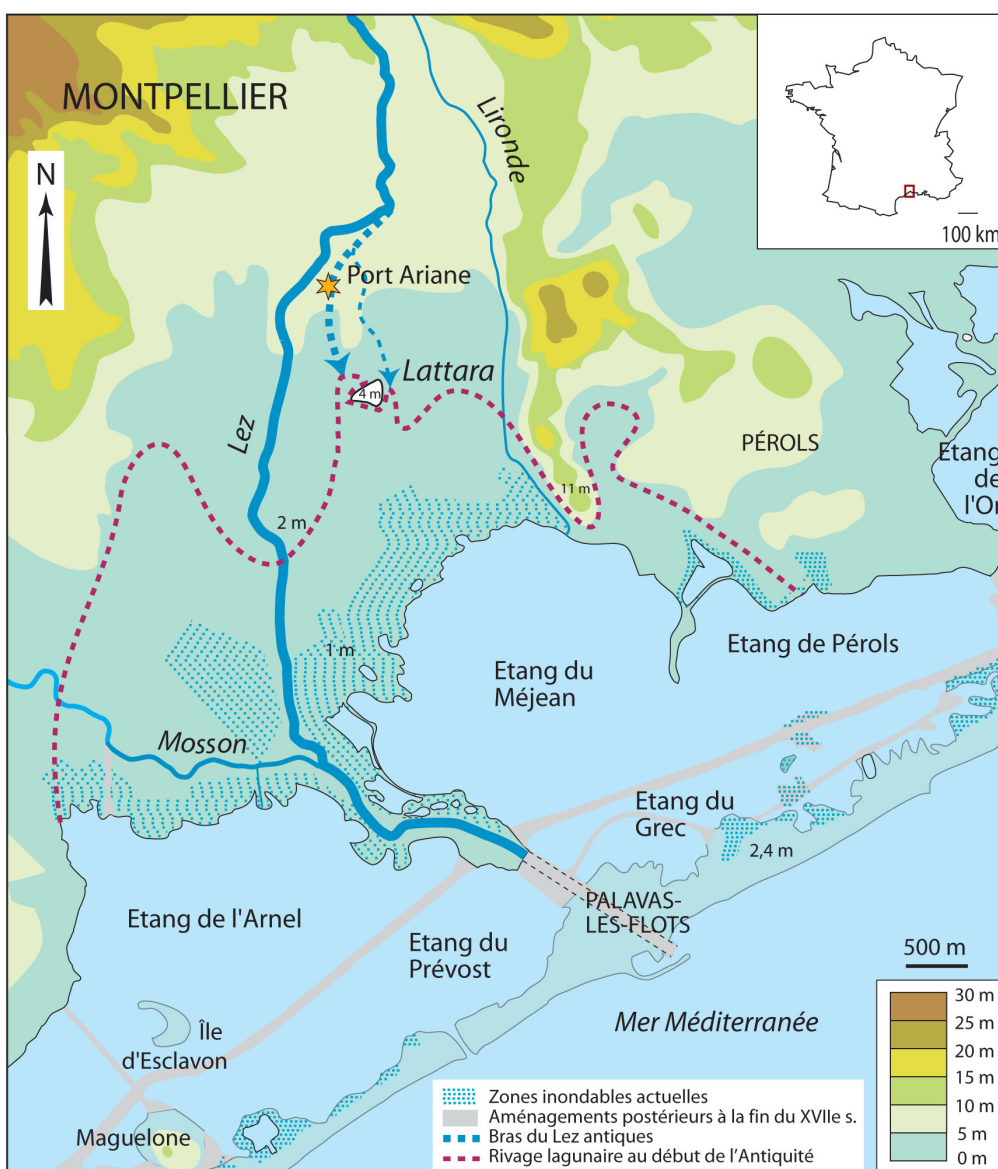 MONTPELLIER
N
Lironde
100 km
Port Ariane
Lattara
4 m
Lez
PÉROLS
Etang
de
l'Or
11 m
2 m
1 m
Etang de Pérols
Etang du
Méjean
Mosson
Etang du
Grec
2,4 m
PALAVAS-
LES-FLOTS
Etang de l'Arnel
Etang du
Prévost
500 m
Île
d'Esclavon
Mer Méditerranée
Maguelone
30 m
25 m
20 m
15 m
10 m
5 m
0 m
Zones inondables actuelles
Aménagements postérieurs à la fin du XVIIe s.
Bras du Lez antiques
Rivage lagunaire au début de l'Antiquité